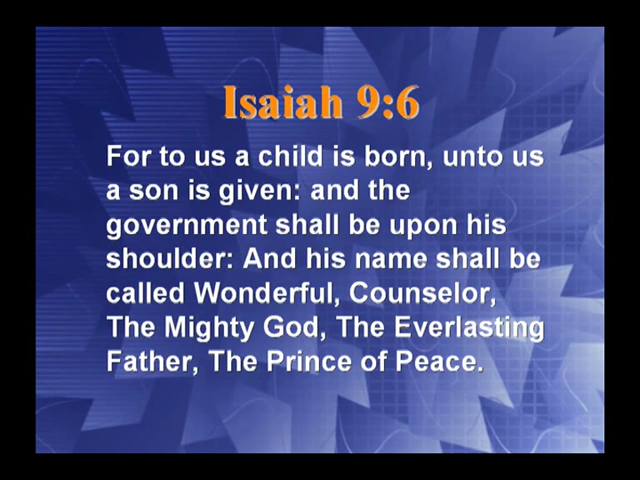 Isaiah 9:6
For to us a child is born, unto us
a son is given: and the
government shall be upon his
shoulder: And his name shall be
called Wonderful, Counselor,
The Mighty God, The Everlasting
Father, The Prince of Peace.